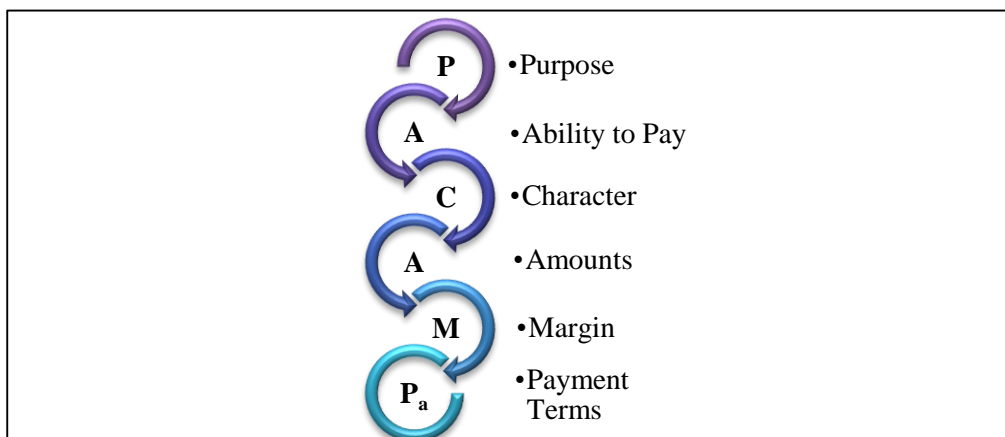 P •Purpose
A •Ability to Pay
C •Character
A •Amounts
M •Margin
Pa •Payment
Terms